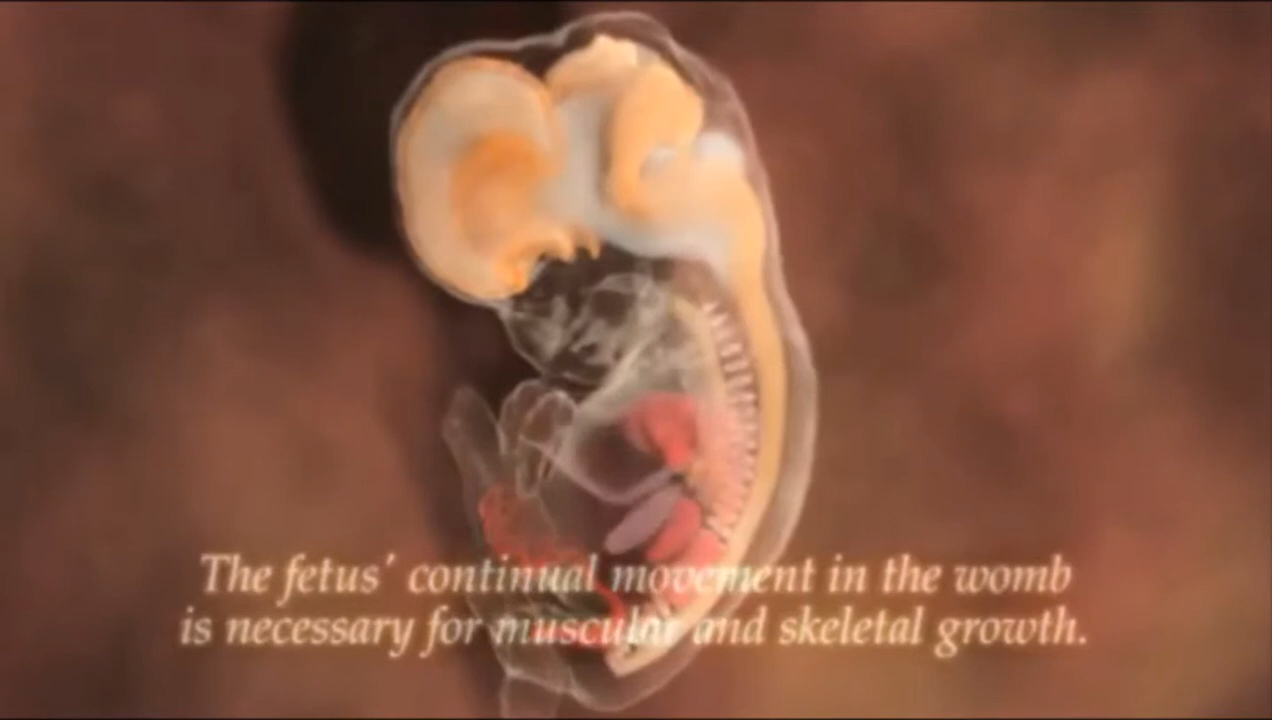 The fetus’ continual movement in the womb
is necessary for muscular and skeletal growth.